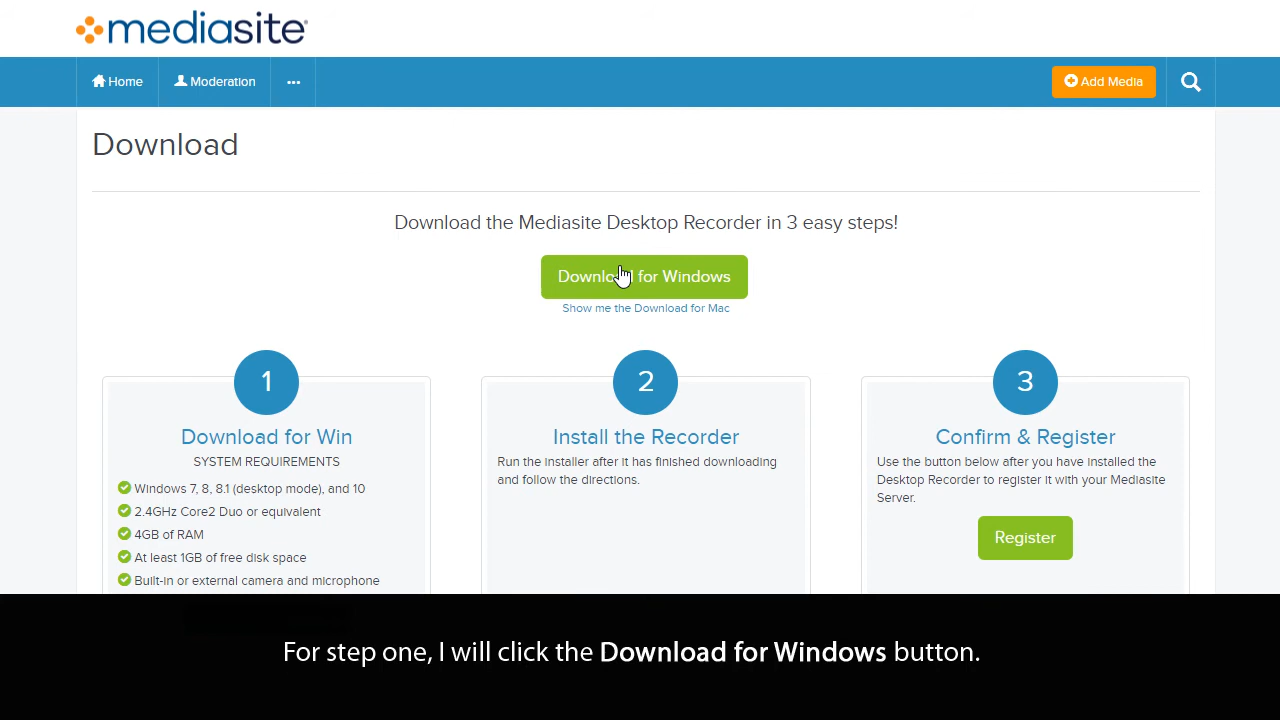 mediasite
Home
Moderation
...
Add Media
Download
Download the Mediasite Desktop Recorder in 3 easy steps!
Download for Windows
Show me the Download for Mac
1
Download for Win
SYSTEM REQUIREMENTS
Windows 7, 8, 8.1 (desktop mode), and 10
2.4GHz Core2 Duo or equivalent
4GB of RAM
At least 1GB of free disk space
Built-in or external camera and microphone
2
Install the Recorder
Run the installer after it has finished downloading
and follow the directions.
3
Confirm & Register
Use the button below after you have installed the
Desktop Recorder to register it with your Mediasite
Server.
Register
For step one, I will click the Download for Windows button.